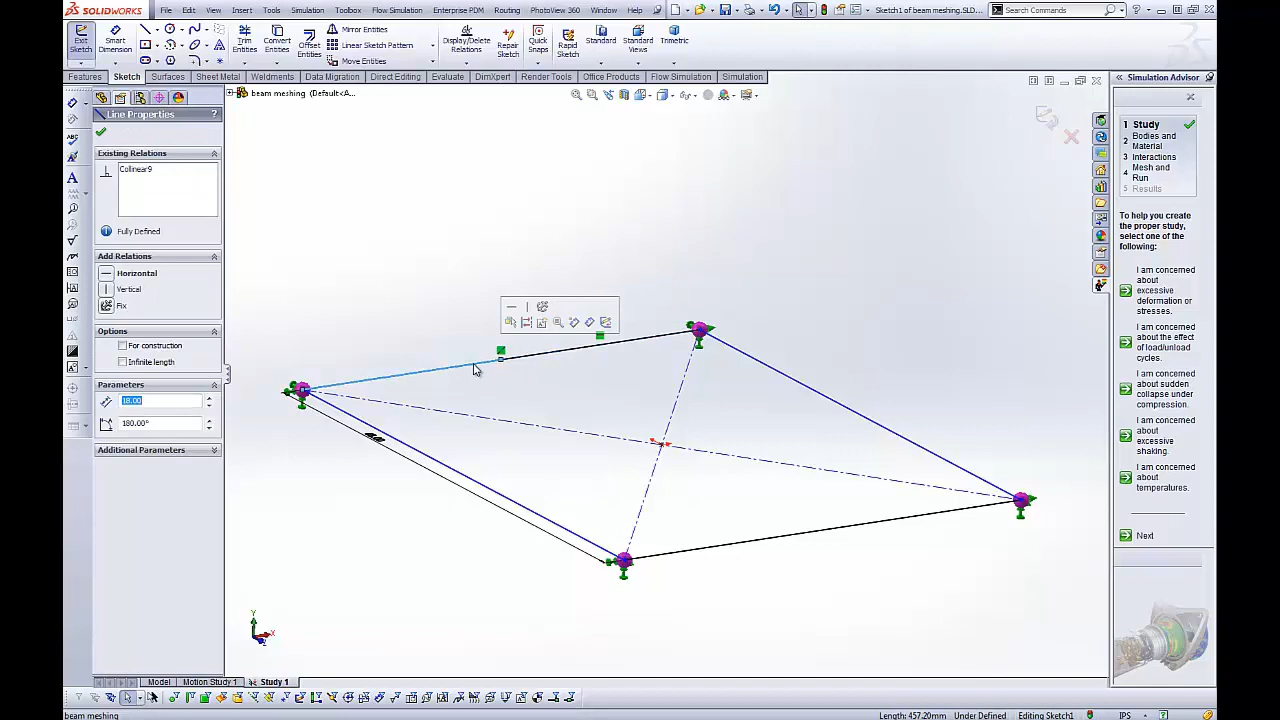 SOLIDWORKS
File Edit View Insert Tools Simulation Toolbox Flow Simulation Enterprise PDM Routing PhotoView 360 Window Help
Sketch1 of beam meshing.SLD...
Search Commands
Exit Sketch
Smart Dimension
Trim Entities
Convert Entities
Offset Entities
Mirror Entities
Linear Sketch Pattern
Move Entities
Display/Delete Relations
Repair Sketch
Quick Snaps
Rapid Sketch
Standard
Standard Views
Trimetric
Features Sketch Surfaces Sheet Metal Weldments Data Migration Direct Editing Evaluate DimXpert Render Tools Office Products Flow Simulation Simulation
Simulation Advisor
beam meshing (Default<A...
Line Properties ?
Existing Relations
Collinear9
Fully Defined
Add Relations
Horizontal
Vertical
Fix
Options
For construction
Infinite length
Parameters
18.00
180.00°
Additional Parameters
1 Study
2 Bodies and Material
3 Interactions
4 Mesh and Run
5 Results
To help you create the proper study, select one of the following:
I am concerned about excessive deformation or stresses.
I am concerned about the effect of load/unload cycles.
I am concerned about sudden collapse under compression.
I am concerned about excessive shaking.
I am concerned about temperatures.
Next
Y
X
Z
Model Motion Study 1 Study 1
beam meshing
Length: 457.20mm Under Defined Editing Sketch1 IPS